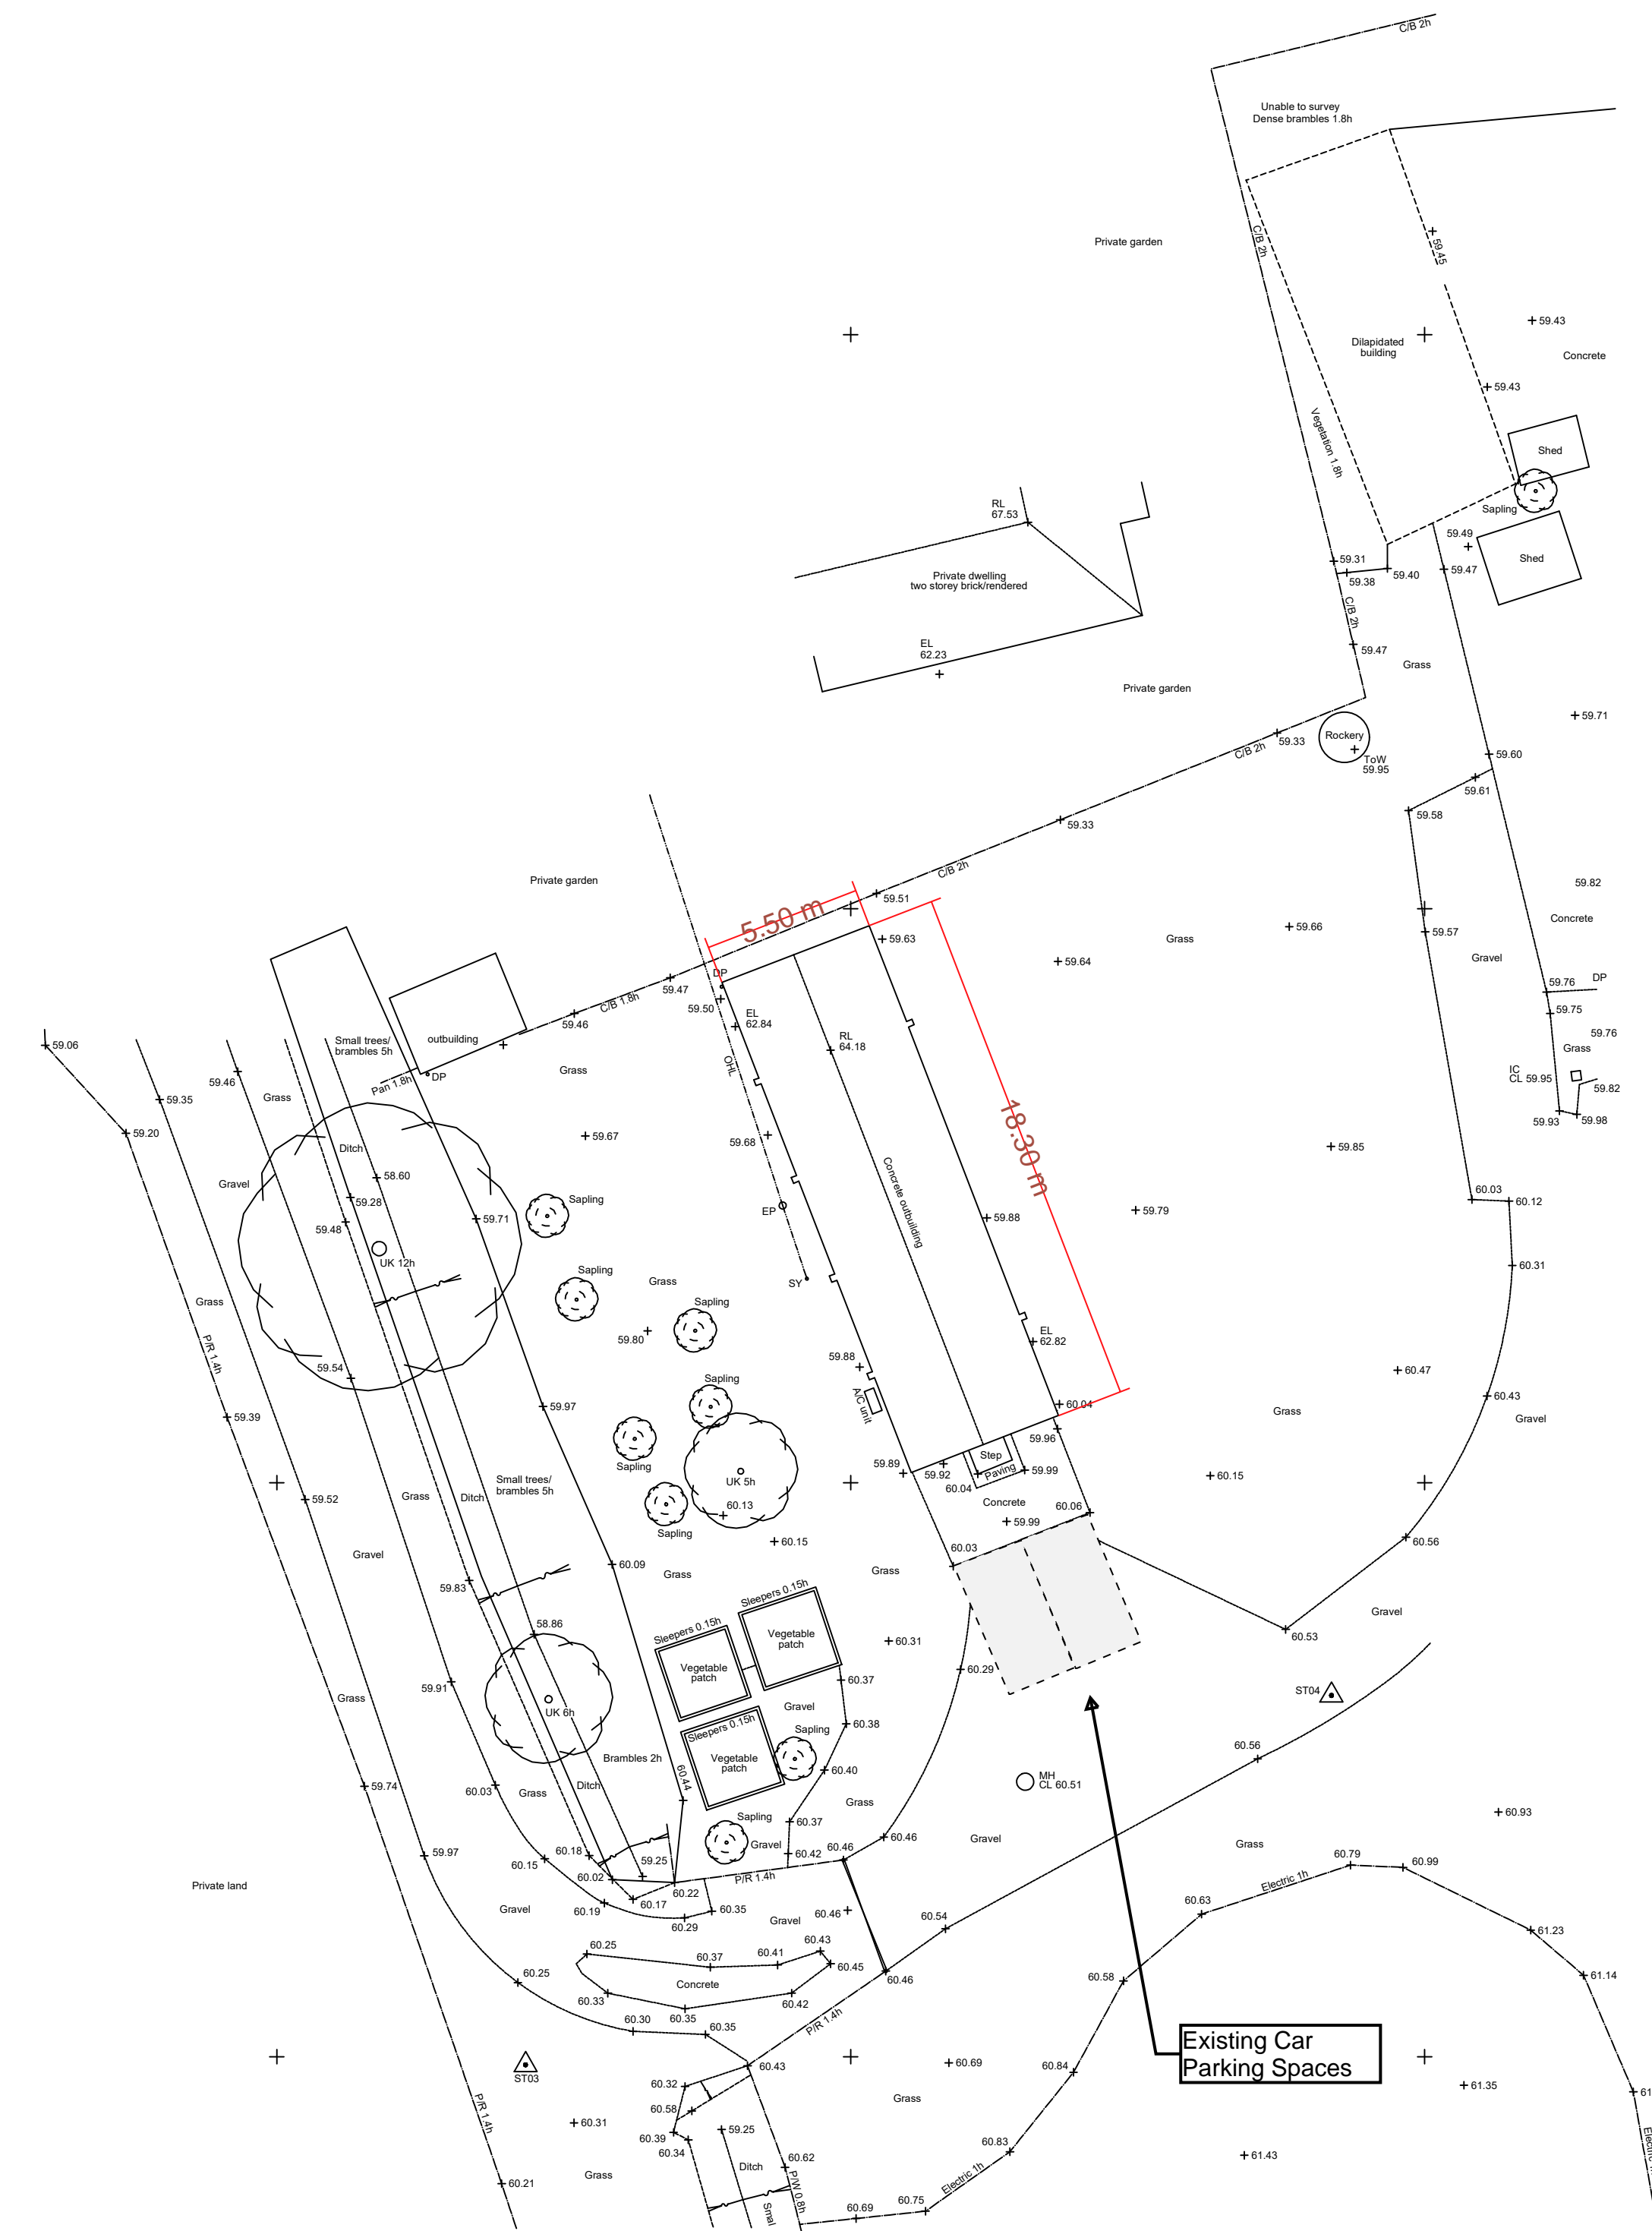 C/B 2h
Unable to survey
Dense brambles 1.8h
C/B 2h
Private garden
59.45
59.43
Dilapidated
building
Concrete
59.43
Vegetation 1.8h
Shed
Sapling
RL
67.53
59.49
59.31
59.47
Shed
59.38
59.40
Private dwelling
two storey brick/rendered
C/B 2h
EL
62.23
59.47
Grass
Private garden
59.71
Rockery
59.33
C/B 2h
ToW
59.95
59.60
59.61
59.58
59.33
C/B 2h
Private garden
59.82
59.51
5.50 m
Concrete
59.63
Grass
59.66
59.57
59.64
Gravel
DP
59.47
59.76
DP
C/B 1.8h
59.50
59.46
EL
62.84
59.75
59.76
Small trees/
brambles 5h
outbuilding
RL
64.18
59.06
Grass
OHL
Grass
IC
CL 59.95
59.46
Pan 1.8h
DP
59.82
59.35
Grass
18.30 m
59.93
59.98
59.20
59.67
59.68
59.85
Ditch
58.60
Gravel
59.28
Sapling
Concrete outbuilding
60.03
60.12
59.48
59.71
EP
59.88
59.79
60.31
UK 12h
Sapling
Grass
SY
Grass
Sapling
P/R 1.4h
59.80
EL
62.82
59.54
59.88
60.47
Sapling
59.97
A/C unit
60.04
60.43
59.39
Grass
Gravel
59.96
Sapling
Step
Small trees/
brambles 5h
UK 5h
59.89
59.92
Paving
59.99
60.15
59.52
Grass
Ditch
60.04
60.13
Concrete
60.06
Sapling
59.99
60.15
60.56
Gravel
60.03
60.09
Grass
Grass
59.83
Sleepers 0.15h
58.86
Sleepers 0.15h
Gravel
Vegetable
patch
60.31
60.53
Vegetable
patch
60.29
59.91
60.37
Grass
ST04
UK 6h
Gravel
60.38
Sleepers 0.15h
Sapling
Brambles 2h
Vegetable
patch
60.56
59.74
60.03
Grass
Ditch
60.44
60.40
MH
CL 60.51
Grass
60.93
Sapling
60.37
Gravel
60.42
60.46
60.46
Gravel
Grass
59.97
60.18
60.15
59.25
60.79
60.99
60.02
P/R 1.4h
Electric 1h
Private land
60.22
60.17
60.63
Gravel
60.19
60.35
60.46
60.29
Gravel
60.54
61.23
60.25
60.43
60.37
60.41
60.45
60.46
60.58
61.14
60.25
Concrete
60.33
60.42
60.35
60.30
60.35
P/R 1.4h
Existing Car
Parking Spaces
60.43
60.69
60.84
ST03
60.32
61.35
61
P/R 1.4h
60.58
Grass
60.31
59.25
60.39
60.34
60.83
61.43
Electric
60.62
Ditch
Grass
60.21
P/W 0.8h
Electric 1h
60.75
60.69
Smal